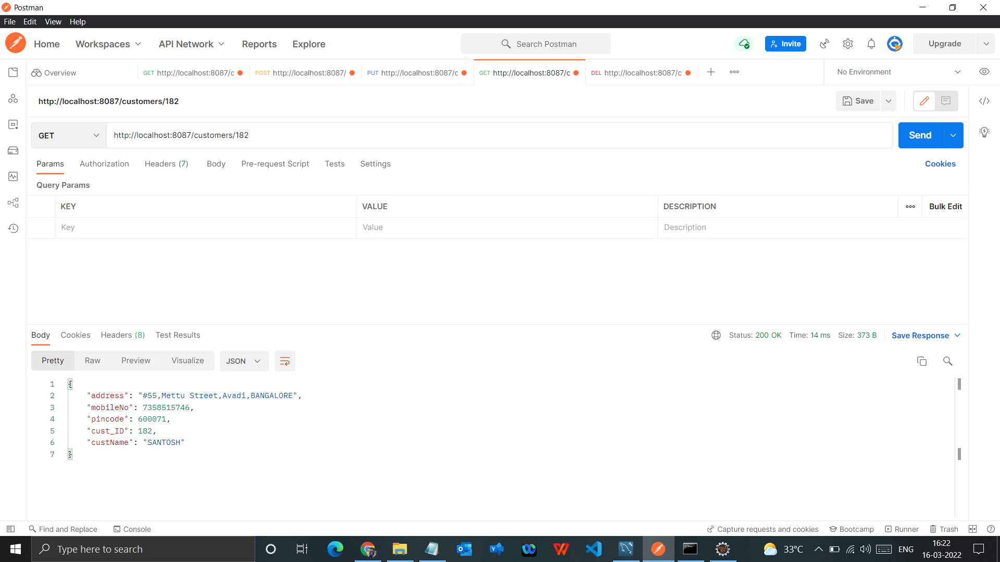 Postman
File Edit View Help
Home Workspaces API Network Reports Explore Search Postman Invite Upgrade
Overview GET http://localhost:8087/c POST http://localhost:8087/ PUT http://localhost:8087/c GET http://localhost:8087/c DEL http://localhost:8087/c No Environment
http://localhost:8087/customers/182 Save
GET http://localhost:8087/customers/182 Send
Params Authorization Headers (7) Body Pre-request Script Tests Settings Cookies
Query Params
KEY VALUE DESCRIPTION Bulk Edit
Key Value Description
Body Cookies Headers (8) Test Results Status: 200 OK Time: 14 ms Size: 373 B Save Response
Pretty Raw Preview Visualize JSON
1 {
2 "address": "#55,Mettu Street,Avadi,BANGALORE",
3 "mobileNo": 7358515746,
4 "pincode": 600071,
5 "cust_ID": 182,
6 "custName": "SANTOSH"
7 }
Find and Replace Console Capture requests and cookies Bootcamp Runner Trash
Type here to search 33°C ENG 16:22
16-03-2022